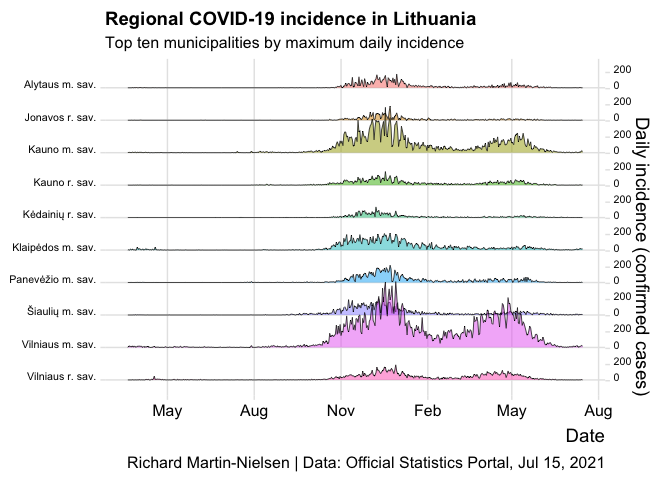 Regional COVID-19 incidence in Lithuania
Top ten municipalities by maximum daily incidence
Alytaus m. sav.
200
0
Jonavos r. sav.
200
0
Kauno m. sav.
200
0
Kauno r. sav.
200
0
Kėdainių r. sav.
200
0
Klaipėdos m. sav.
200
0
Panevėžio m. sav.
200
0
Šiaulių m. sav.
200
0
Vilniaus m. sav.
200
0
Vilniaus r. sav.
200
0
Daily incidence (confirmed cases)
May Aug Nov Feb May Aug
Date
Richard Martin-Nielsen | Data: Official Statistics Portal, Jul 15, 2021